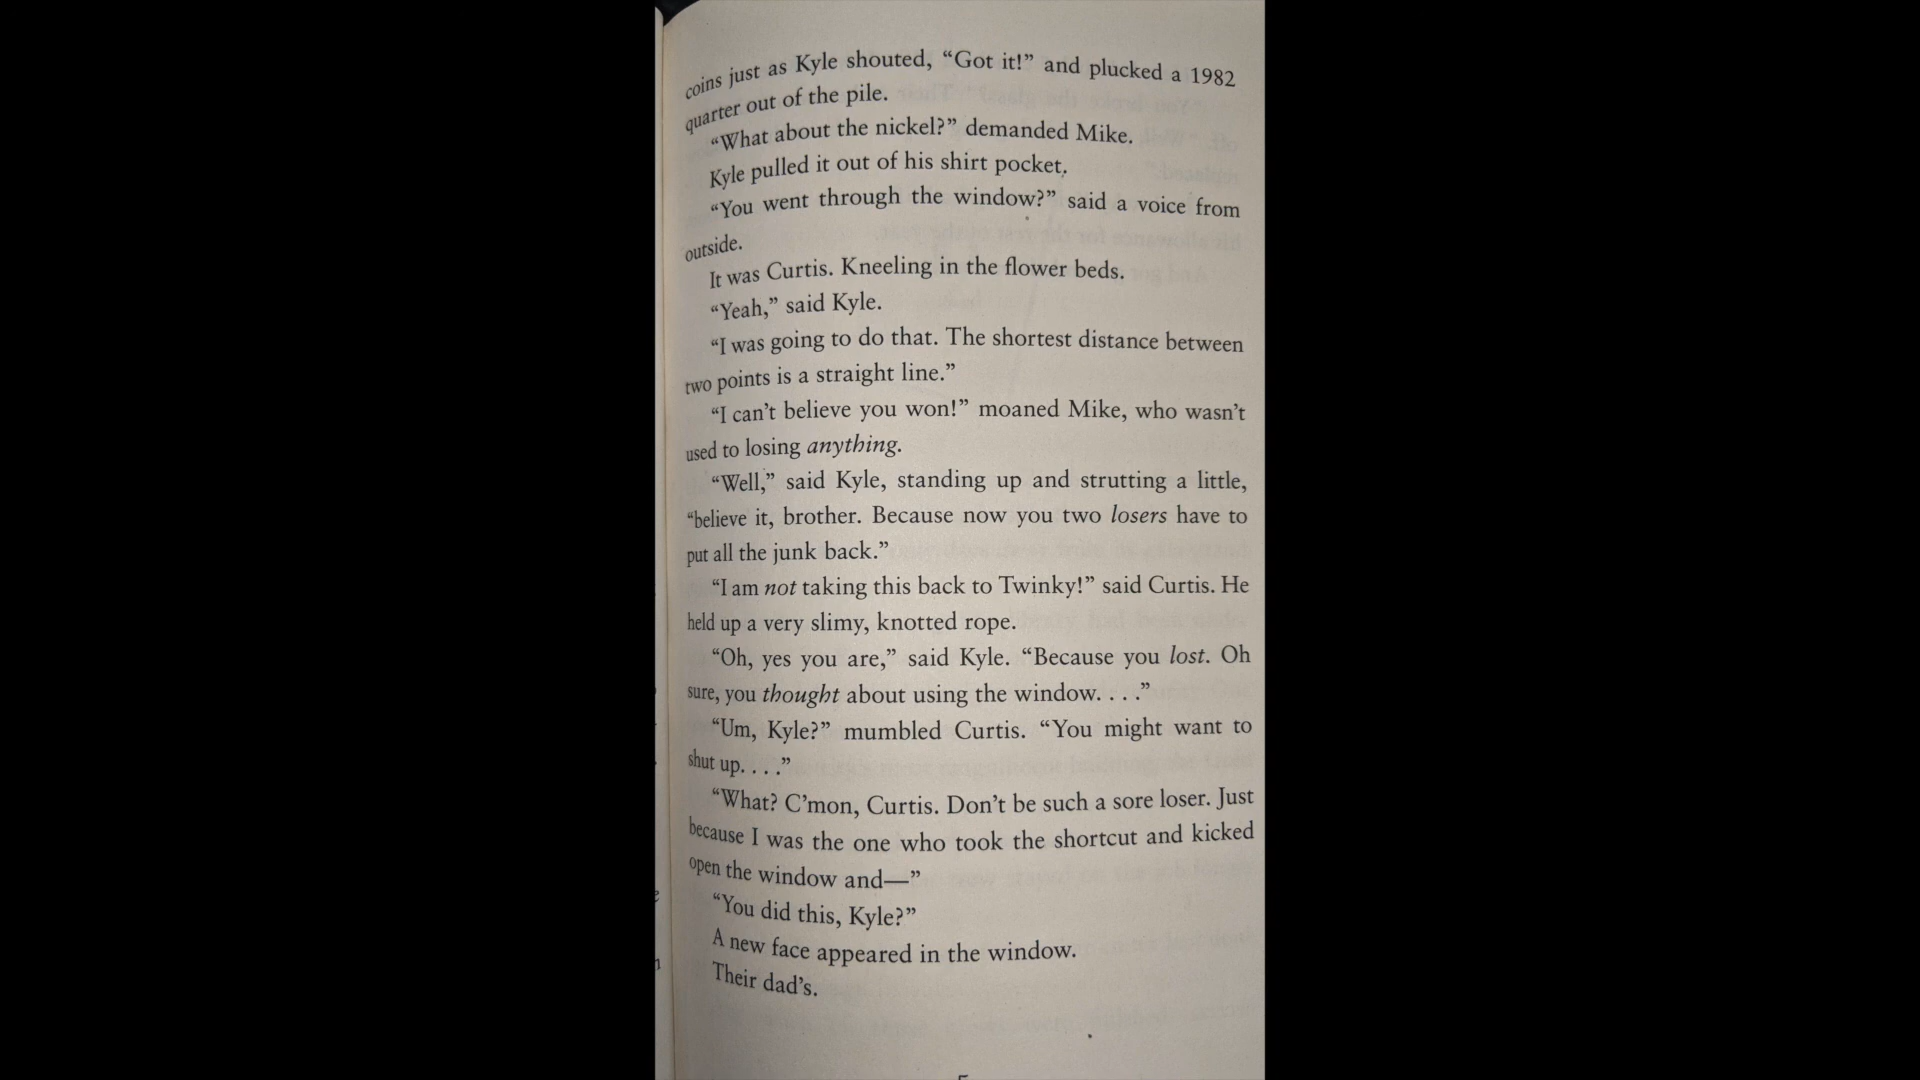 coins just as Kyle shouted, “Got it!” and plucked a 1982
quarter out of the pile.
“What about the nickel?” demanded Mike.
Kyle pulled it out of his shirt pocket.
“You went through the window?” said a voice from
outside.
It was Curtis. Kneeling in the flower beds.
“Yeah,” said Kyle.
“I was going to do that. The shortest distance between
two points is a straight line.”
“I can’t believe you won!” moaned Mike, who wasn’t
used to losing anything.
“Well,” said Kyle, standing up and strutting a little,
“believe it, brother. Because now you two losers have to
put all the junk back.”
“I am not taking this back to Twinky!” said Curtis. He
held up a very slimy, knotted rope.
“Oh, yes you are,” said Kyle. “Because you lost. Oh
sure, you thought about using the window. . . .”
“Um, Kyle?” mumbled Curtis. “You might want to
shut up. . . .”
“What? C’mon, Curtis. Don’t be such a sore loser. Just
because I was the one who took the shortcut and kicked
open the window and—”
“You did this, Kyle?”
A new face appeared in the window.
Their dad’s.